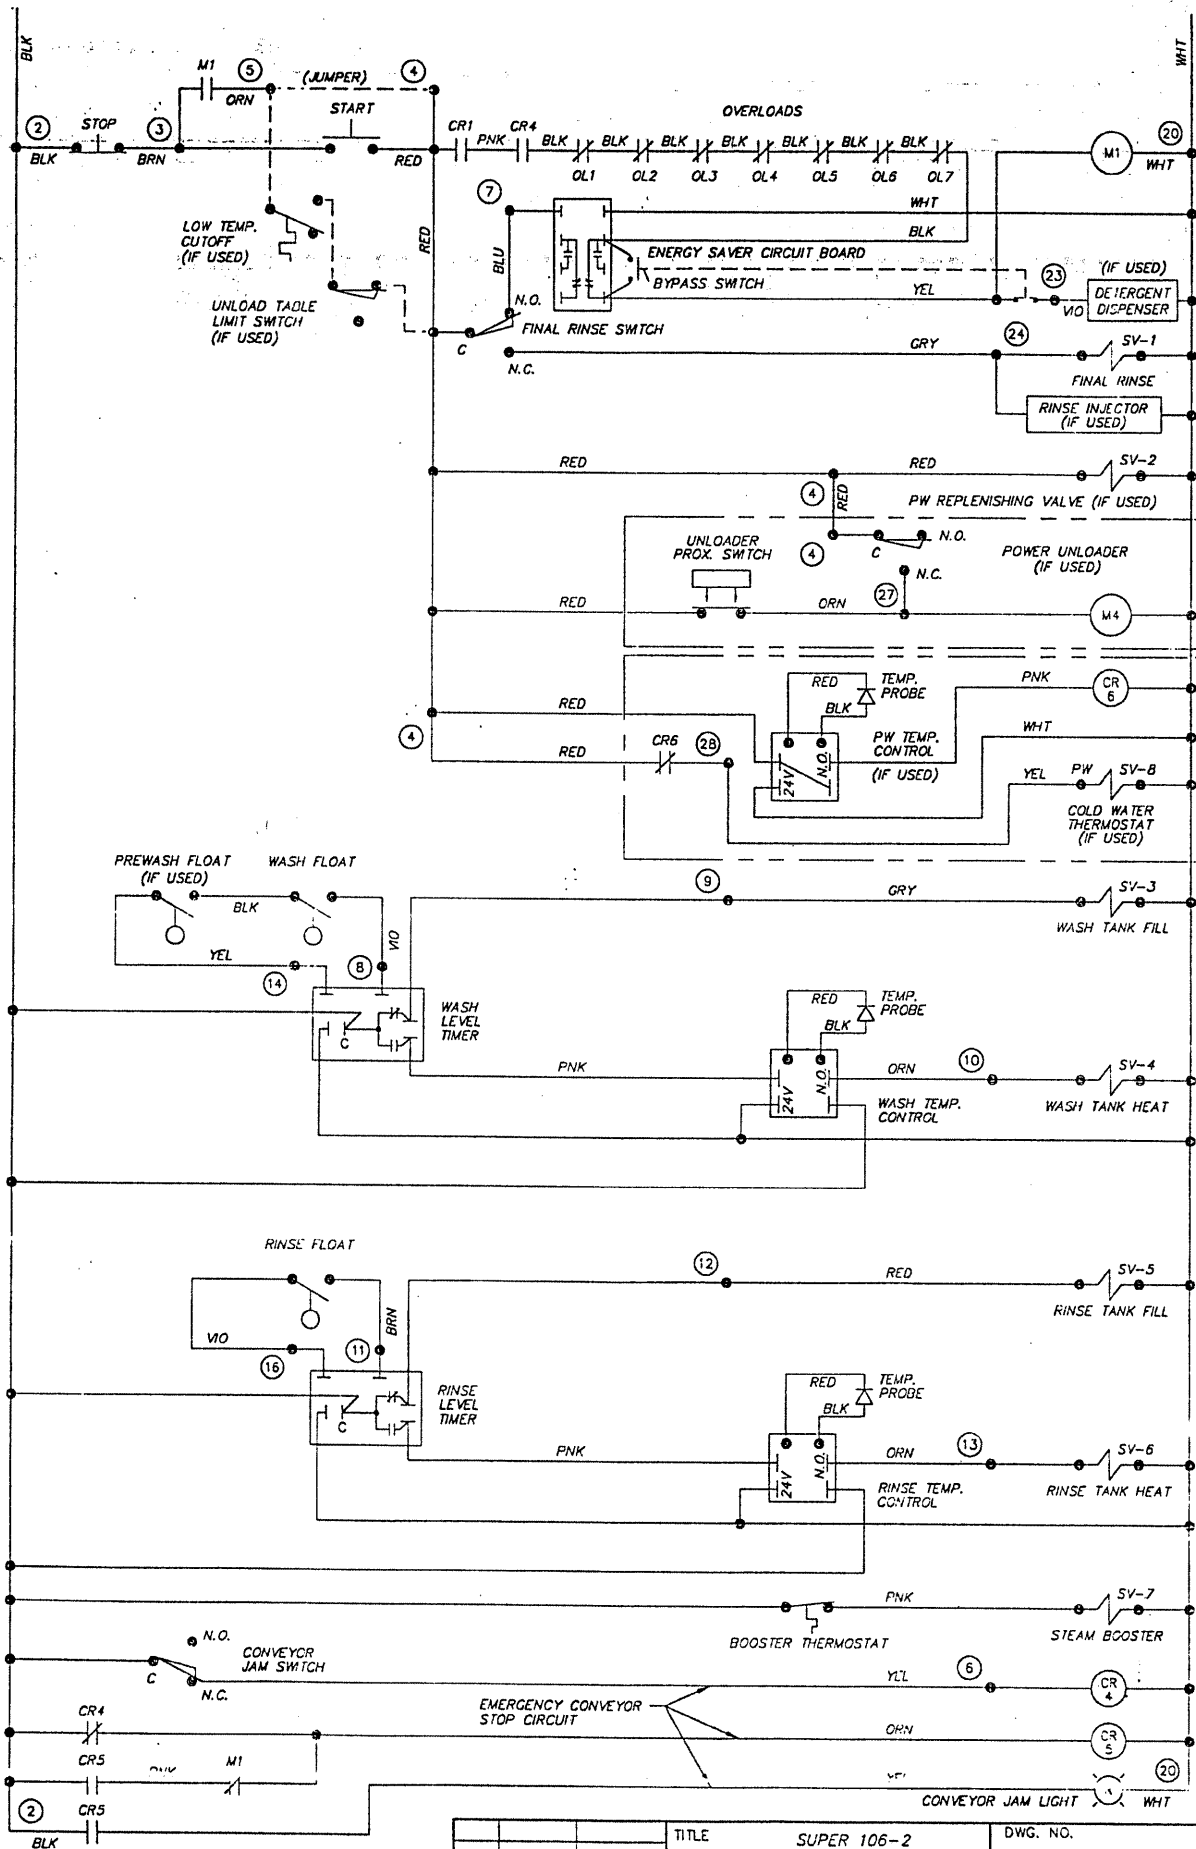 BLK
WHT
M1
5
(JUMPER)
4
ORN
START
OVERLOADS
2
STOP
3
CR1
PNK
CR4
BLK
BLK
BLK
BLK
BLK
BLK
BLK
M1
20
BLK
BRN
RED
OL1
OL2
OL3
OL4
OL5
OL6
OL7
WHT
7
WHT
LOW TEMP.
CUTOFF
(IF USED)
RED
BLU
BLK
ENERGY SAVER CIRCUIT BOARD
BYPASS SWITCH
23
(IF USED)
DETERGENT
DISPENSER
YEL
VIO
UNLOAD TABLE
LIMIT SWITCH
(IF USED)
N.O.
FINAL RINSE SWITCH
C
N.C.
GRY
24
SV-1
FINAL RINSE
RINSE INJECTOR
(IF USED)
RED
RED
SV-2
4
RED
PW REPLENISHING VALVE (IF USED)
UNLOADER
PROX. SWITCH
4
C
N.O.
POWER UNLOADER
(IF USED)
N.C.
RED
ORN
27
M4
RED
TEMP.
PROBE
BLK
PNK
CR
6
RED
4
PW TEMP.
CONTROL
(IF USED)
WHT
RED
CR6
28
24V
N.O.
YEL
PW
SV-8
COLD WATER
THERMOSTAT
(IF USED)
PREWASH FLOAT
(IF USED)
WASH FLOAT
BLK
9
GRY
SV-3
WASH TANK FILL
YEL
VIO
14
8
WASH
LEVEL
TIMER
C
RED
TEMP.
PROBE
BLK
PNK
24V
N.O.
ORN
10
SV-4
WASH TEMP.
CONTROL
WASH TANK HEAT
RINSE FLOAT
12
RED
SV-5
RINSE TANK FILL
VIO
BRN
16
11
RINSE
LEVEL
TIMER
C
RED
TEMP.
PROBE
BLK
PNK
24V
N.O.
ORN
13
SV-6
RINSE TEMP.
CONTROL
RINSE TANK HEAT
PNK
SV-7
BOOSTER THERMOSTAT
STEAM BOOSTER
N.O.
CONVEYOR
JAM SWITCH
C
N.C.
YEL
6
CR
4
EMERGENCY CONVEYOR
STOP CIRCUIT
CR4
ORN
CR
5
CR5
PNK
M1
YEL
20
CONVEYOR JAM LIGHT
WHT
2
CR5
BLK
TITLE
SUPER 106-2
DWG. NO.